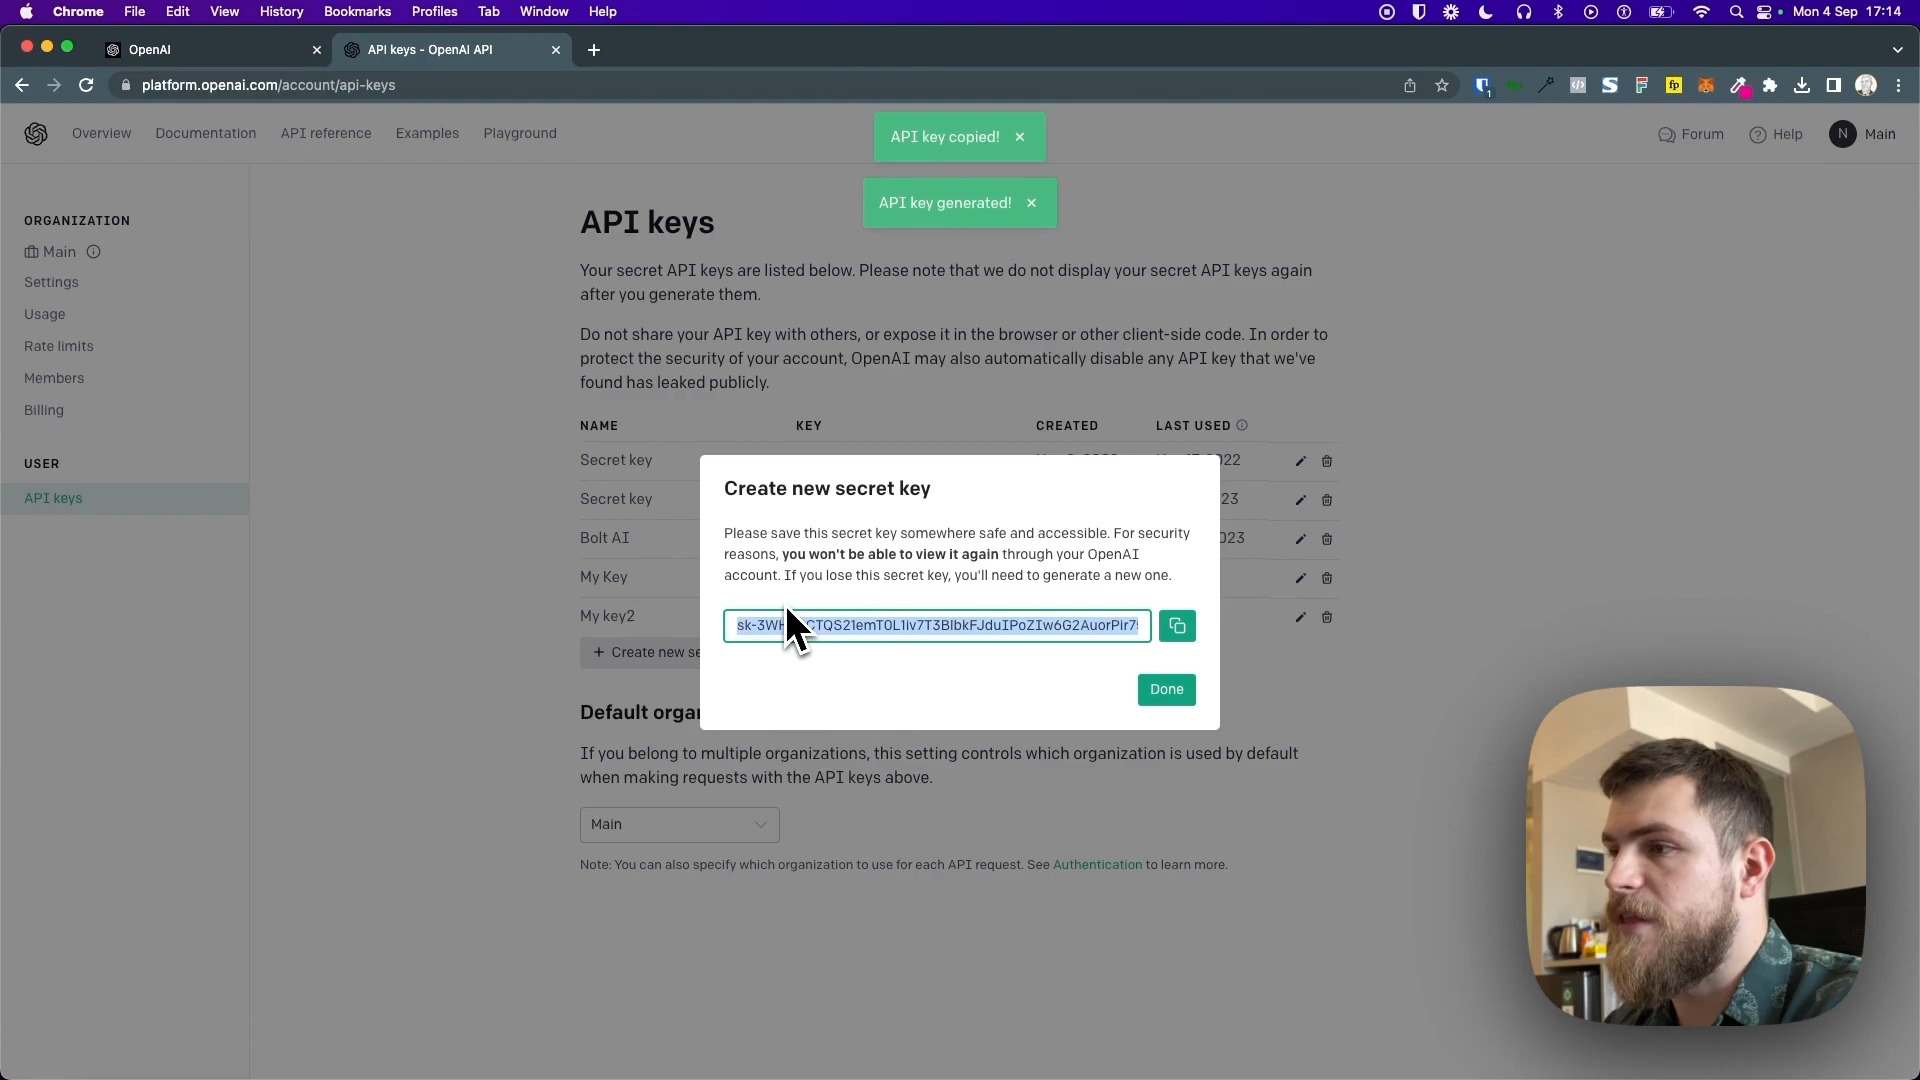 Chrome File Edit View History Bookmarks Profiles Tab Window Help Mon 4 Sep 17:14
OpenAI
API keys - OpenAI API
platform.openai.com/account/api-keys
fp
1
Overview Documentation API reference Examples Playground
Forum Help N Main
API key copied!
API key generated!
ORGANIZATION
Main
Settings
Usage
Rate limits
Members
Billing
USER
API keys
API keys
Your secret API keys are listed below. Please note that we do not display your secret API keys again
after you generate them.
Do not share your API key with others, or expose it in the browser or other client-side code. In order to
protect the security of your account, OpenAI may also automatically disable any API key that we've
found has leaked publicly.
NAME KEY CREATED LAST USED
Secret key
Secret key
Bolt AI
My Key
My key2
+ Create new se
Create new secret key
Please save this secret key somewhere safe and accessible. For security
reasons, you won't be able to view it again through your OpenAI
account. If you lose this secret key, you'll need to generate a new one.
Done
Default orga
If you belong to multiple organizations, this setting controls which organization is used by default
when making requests with the API keys above.
Main
Note: You can also specify which organization to use for each API request. See Authentication to learn more.